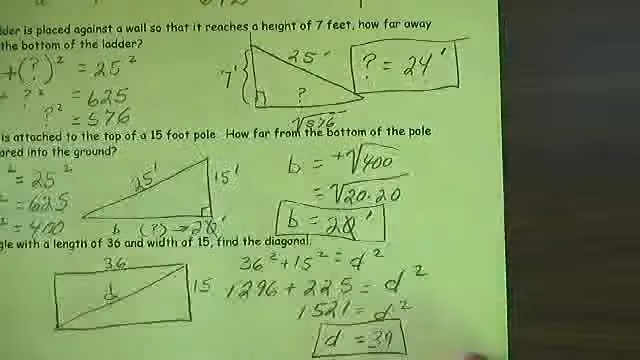 dder is placed against a wall so that it reaches a height of 7 feet, how far away
the bottom of the ladder?
+(?)² = 25²
+ ?² = 625
?² = 576
7'
25'
?
√576
? = 24'
is attached to the top of a 15 foot pole. How far from the bottom of the pole
ared into the ground?
² = 25²
² = 625
² = 400
25'
15'
b (?) → 20'
b = +√400
= √20·20
b = 20'
gle with a length of 36 and width of 15, find the diagonal.
36
d
15
36² + 15² = d²
1296 + 225 = d²
1521 = d²
d = 39